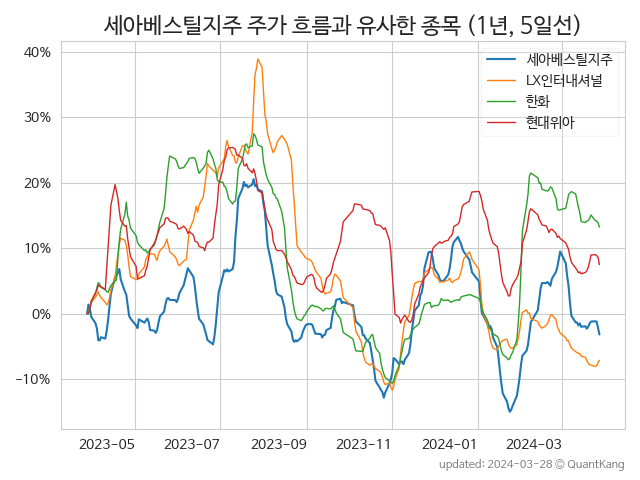 세아베스틸지주 주가 흐름과 유사한 종목 (1년, 5일선)
세아베스틸지주
LX인터내셔널
한화
현대위아
40%
30%
20%
10%
0%
−10%
2023-05 2023-07 2023-09 2023-11 2024-01 2024-03
updated: 2024-03-28 © QuantKang